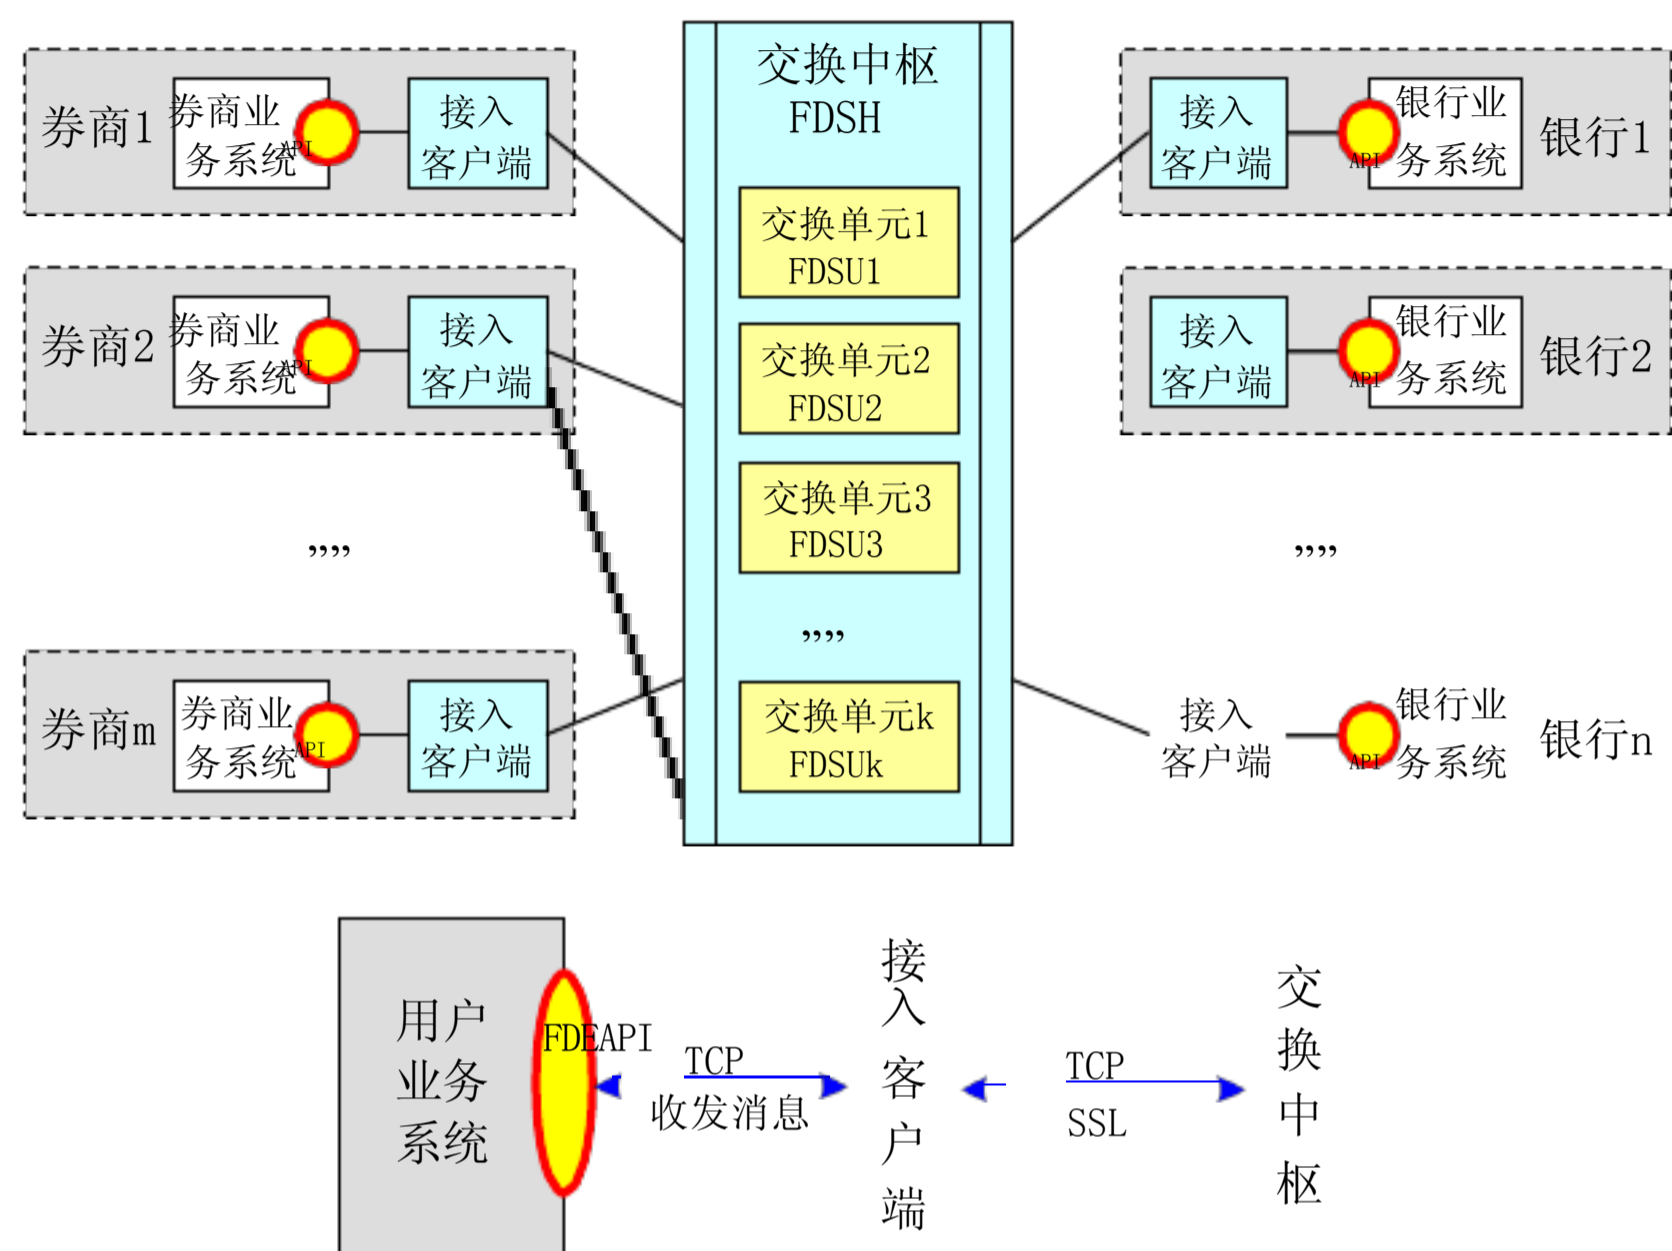 券商1
券商业
务系统
API
接入
客户端
交换中枢
FDSH
接入
客户端
API
银行业
务系统
银行1
交换单元1
FDSU1
券商2
券商业
务系统
API
接入
客户端
交换单元2
FDSU2
接入
客户端
API
银行业
务系统
银行2
交换单元3
FDSU3
””
””
””
券商m
券商业
务系统
API
接入
客户端
交换单元k
FDSUk
接入
客户端
API
银行业
务系统
银行n
用户
业务
系统
FDEAPI
TCP
收发消息
接
入
客
户
端
TCP
SSL
交
换
中
枢